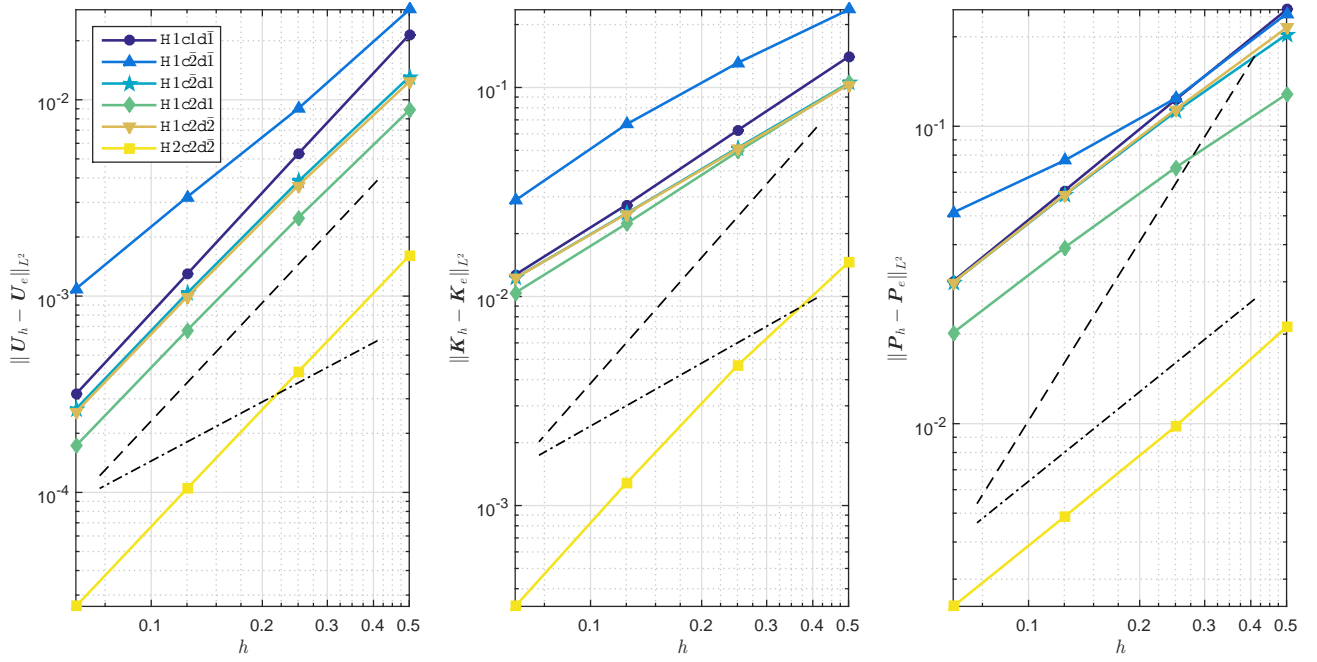 H1c1d1̄
H1c2̄d1̄
H1c2̄d1
H1c2d1
H1c2d2̄
H2c2d2̄
10⁻²
10⁻³
10⁻⁴
‖U_h − U_e‖_{L²}
0.1
0.2
0.3
0.4
0.5
h
10⁻¹
10⁻²
10⁻³
‖K_h − K_e‖_{L²}
0.1
0.2
0.3
0.4
0.5
h
10⁻¹
10⁻²
‖P_h − P_e‖_{L²}
0.1
0.2
0.3
0.4
0.5
h